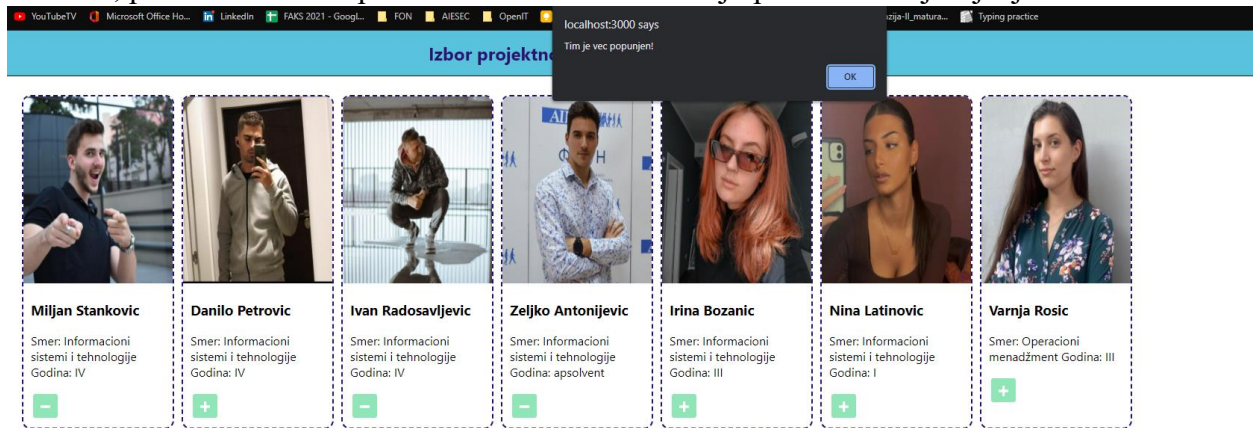 YouTubeTV Microsoft Office Ho... LinkedIn FAKS 2021 - Googl... FON AIESEC OpenIT zija-II_matura... Typing practice
localhost:3000 says
Tim je vec popunjen!
OK
Izbor projektno
Miljan Stankovic
Smer: Informacioni
sistemi i tehnologije
Godina: IV
Danilo Petrovic
Smer: Informacioni
sistemi i tehnologije
Godina: IV
Ivan Radosavljevic
Smer: Informacioni
sistemi i tehnologije
Godina: IV
Zeljko Antonijevic
Smer: Informacioni
sistemi i tehnologije
Godina: apsolvent
Irina Bozanic
Smer: Informacioni
sistemi i tehnologije
Godina: III
Nina Latinovic
Smer: Informacioni
sistemi i tehnologije
Godina: I
Varnja Rosic
Smer: Operacioni
menadžment Godina: III